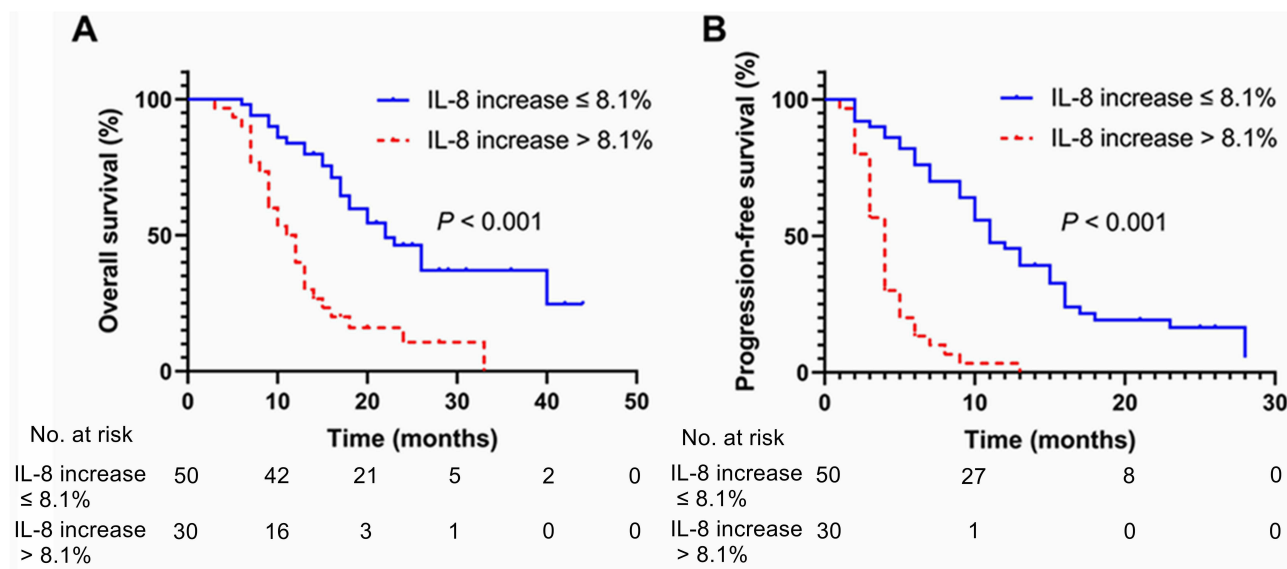 A
Overall survival (%)
100
50
0
IL-8 increase ≤ 8.1%
IL-8 increase > 8.1%
P < 0.001
0 10 20 30 40 50
Time (months)
No. at risk
IL-8 increase
≤ 8.1%
50 42 21 5 2 0
IL-8 increase
> 8.1%
30 16 3 1 0 0
B
Progression-free survival (%)
100
50
0
IL-8 increase ≤ 8.1%
IL-8 increase > 8.1%
P < 0.001
0 10 20 30
Time (months)
No. at risk
IL-8 increase
≤ 8.1%
50 27 8 0
IL-8 increase
> 8.1%
30 1 0 0